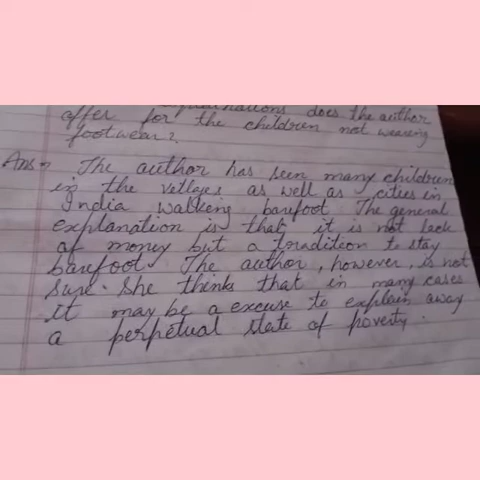 explanations does the author
offer for the children not wearing
footwear?
Ans → The author has seen many children
in the villages as well as cities in
India walking barefoot. The general
explanation is that it is not lack
of money but a tradition to stay
barefoot. The author, however, is not
sure. She thinks that in many cases
it may be a excuse to explain away
a perpetual state of poverty.